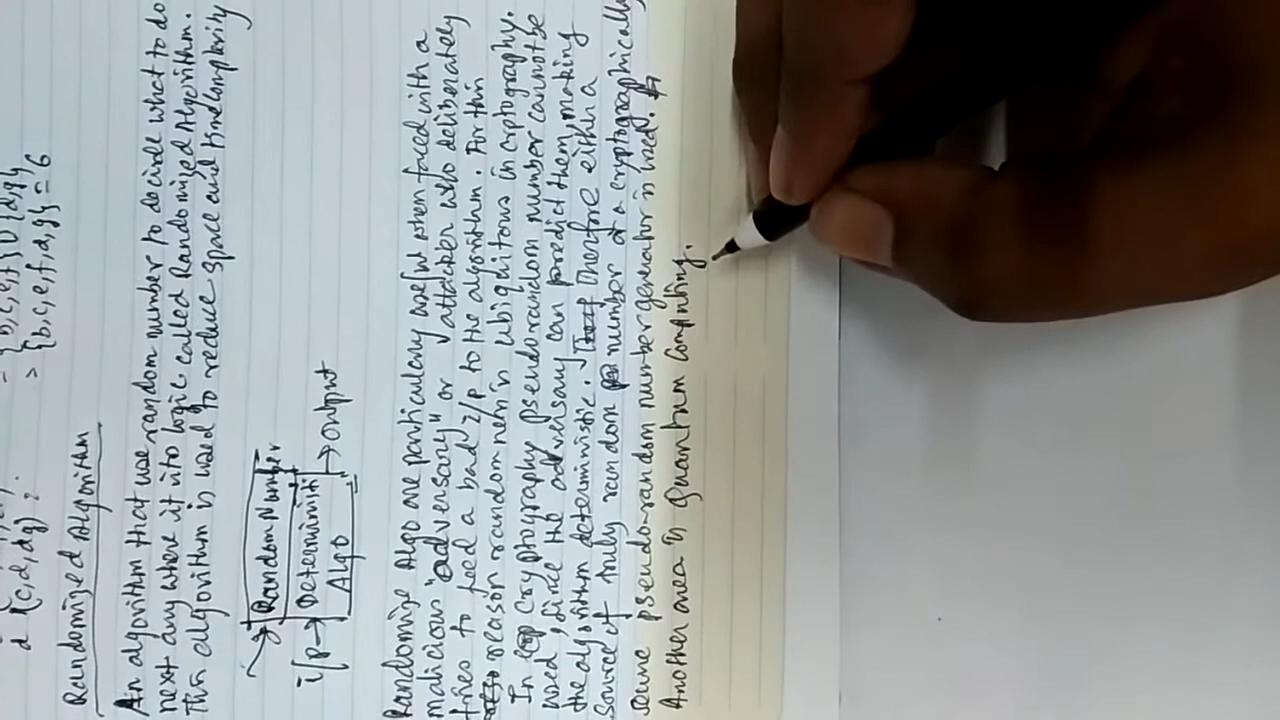 = {b,c,e,f} U {d,g}
d {c,d,dg} ? > {b,c,e,f,d,g} = 6
Randomized Algorithm
An algorithm that use random number to decide what to do
next any where it into logic called Randomized Algorithm.
This algorithm is used to reduce space and time complexity
Random Number
i/p → Deterministi → output
Algo
Randomize Algo are particulary useful when faced with a
malicious "adversary" or attacker who deliberately
tries to feed a bad i/p to the algorithm. For this
reason randomness is ubiquitous in cryptography.
In cryptography pseudorandom number cannot be
used, since the adversary can predict them, making
the algorithm deterministic. Therefore either a
source of truly random number or a cryptographically
secure pseudo-random number generator is used.
Another area is quantum computing.